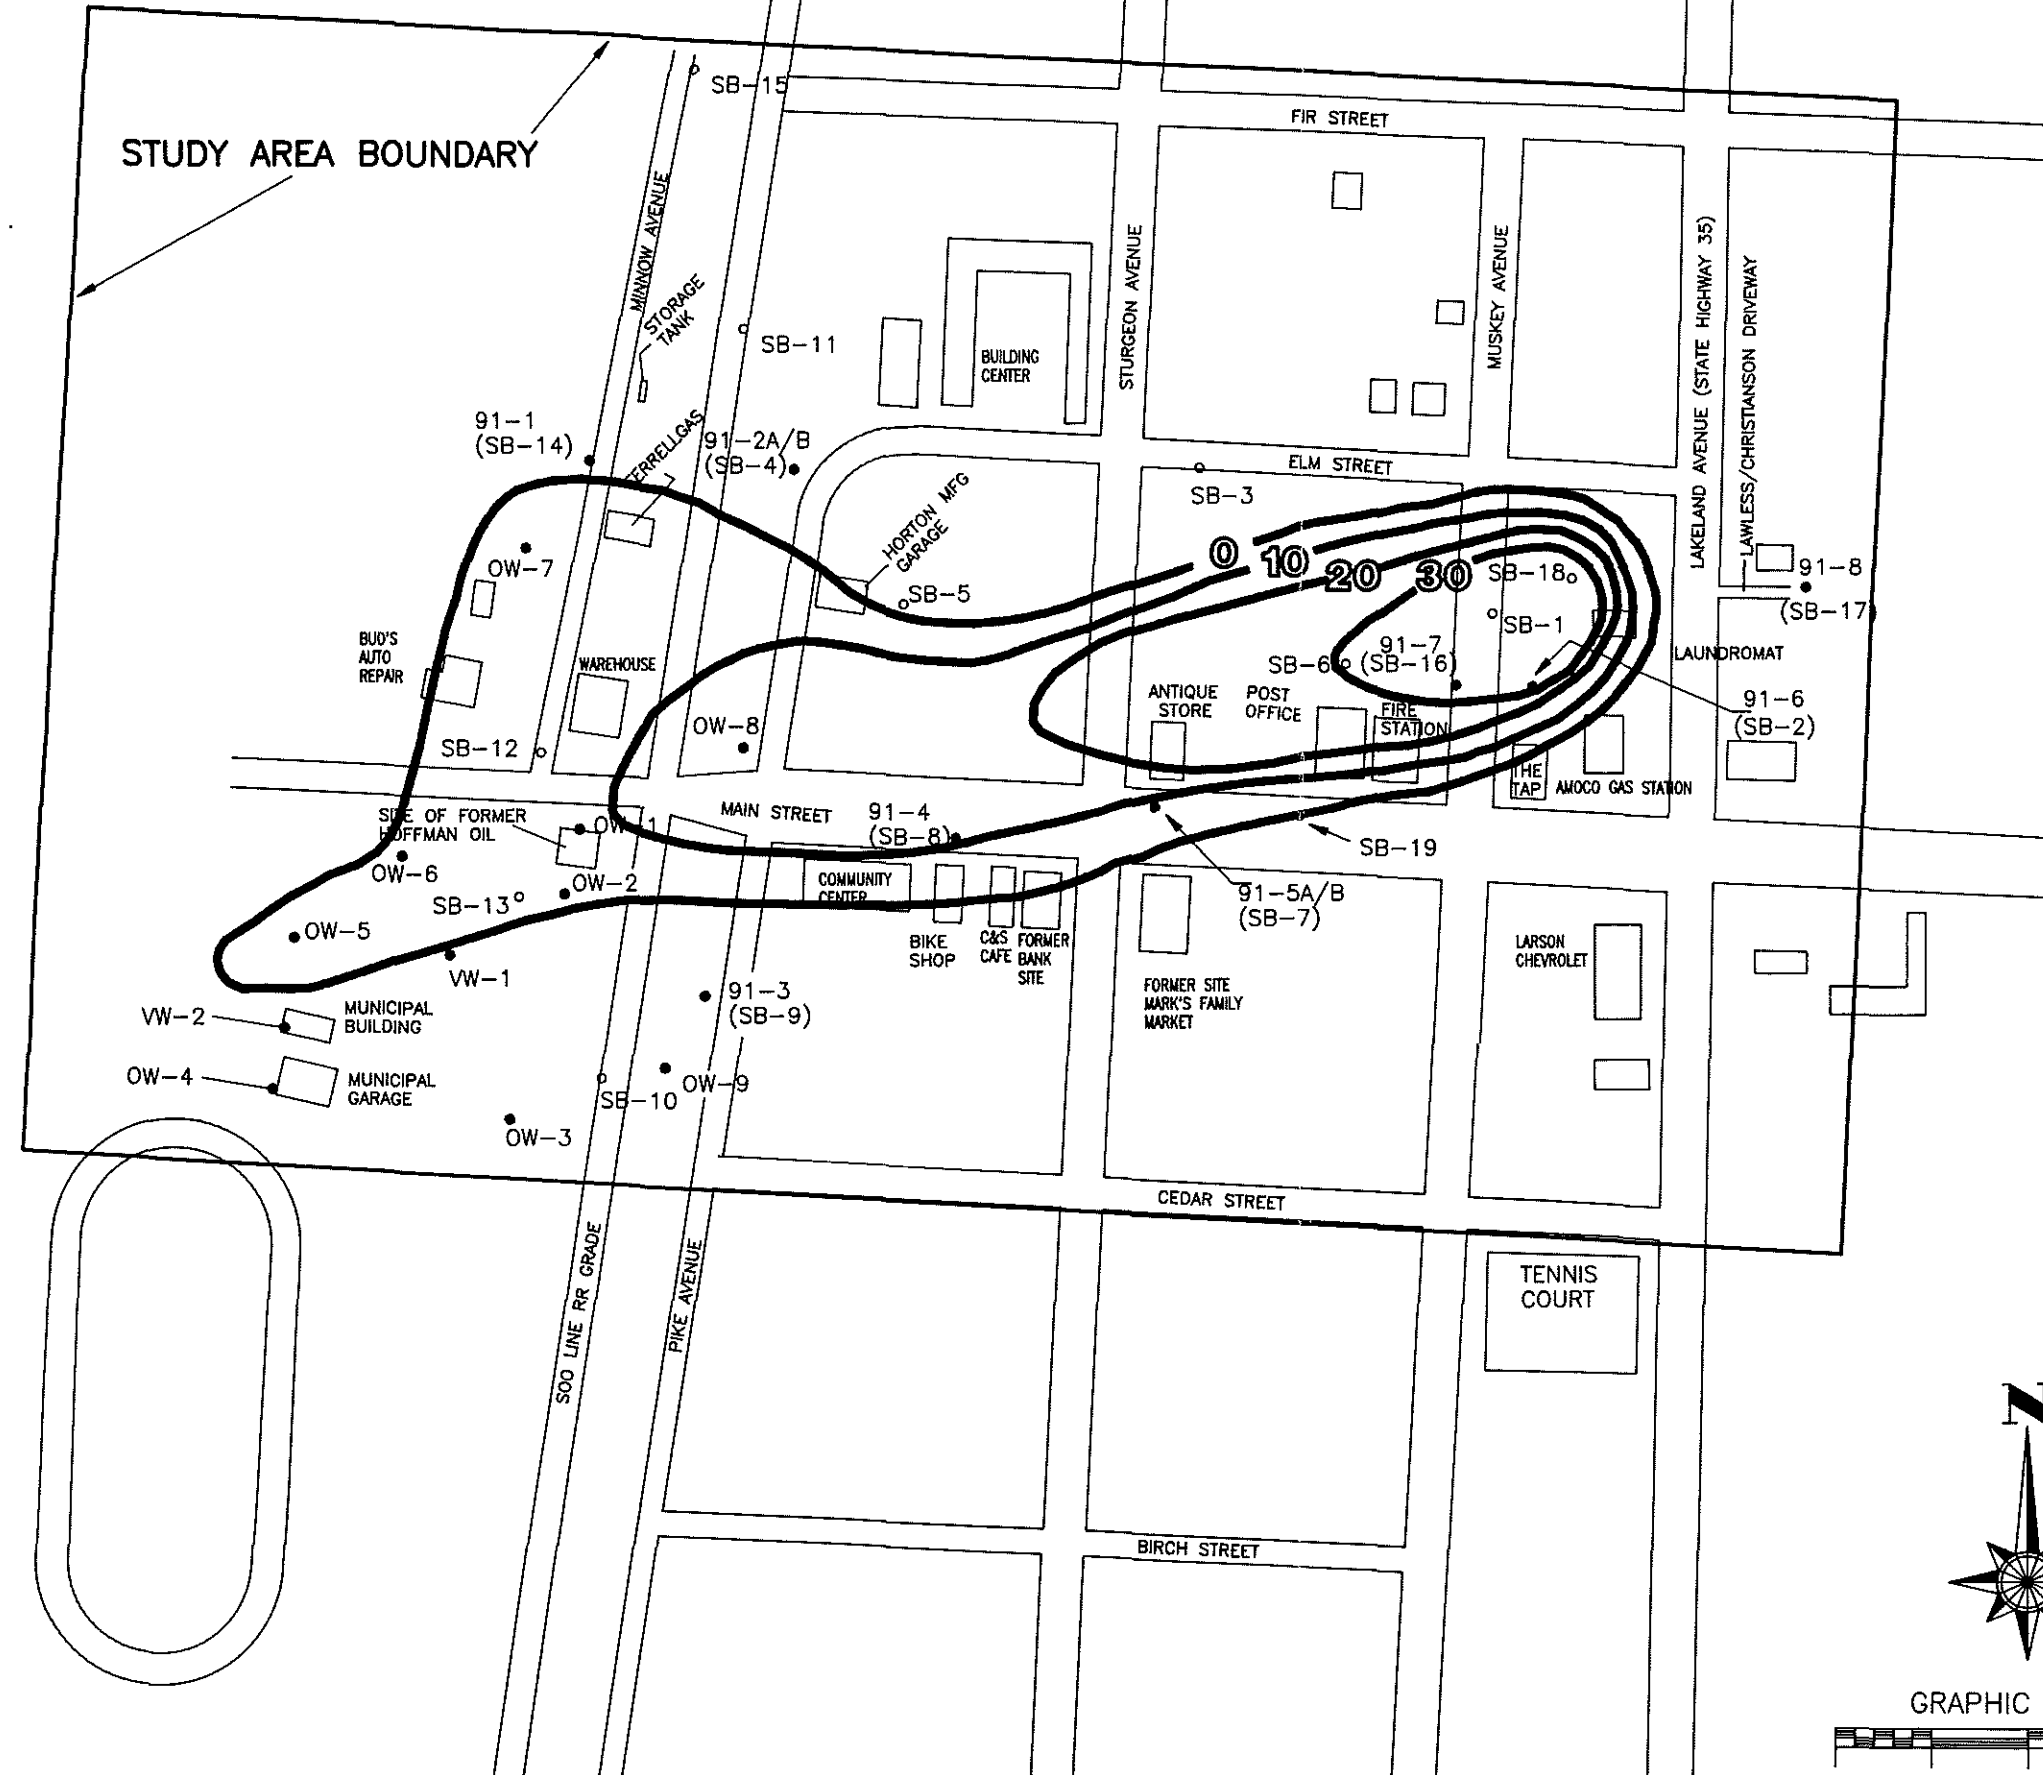 SB-15
FIR STREET
STUDY AREA BOUNDARY
MINNOW AVENUE
STORAGE
TANK
SB-11
BUILDING
CENTER
STURGEON AVENUE
MUSKEY AVENUE
LAKELAND AVENUE (STATE HIGHWAY 35)
LAWLESS/CHRISTIANSON DRIVEWAY
91-1
(SB-14)
FERRELLGAS
91-2A/B
(SB-4)
ELM STREET
SB-3
HORTON MFG
GARAGE
OW-7
SB-5
0
10
20
30
SB-18
91-8
(SB-17)
SB-1
BUD'S
AUTO
REPAIR
WAREHOUSE
91-7
SB-6
(SB-16)
LAUNDROMAT
ANTIQUE
STORE
POST
OFFICE
FIRE
STATION
91-6
(SB-2)
OW-8
SB-12
THE
TAP
AMOCO GAS STATION
MAIN STREET
SITE OF FORMER
HOFFMAN OIL
OW-1
91-4
(SB-8)
SB-19
OW-6
OW-2
COMMUNITY
CENTER
91-5A/B
(SB-7)
SB-13
OW-5
BIKE
SHOP
C&S
CAFE
FORMER
BANK
SITE
LARSON
CHEVROLET
VW-1
91-3
(SB-9)
FORMER SITE
MARK'S FAMILY
MARKET
VW-2
MUNICIPAL
BUILDING
OW-4
MUNICIPAL
GARAGE
OW-9
SB-10
OW-3
CEDAR STREET
SOO LINE RR GRADE
PIKE AVENUE
TENNIS
COURT
N
BIRCH STREET
GRAPHIC